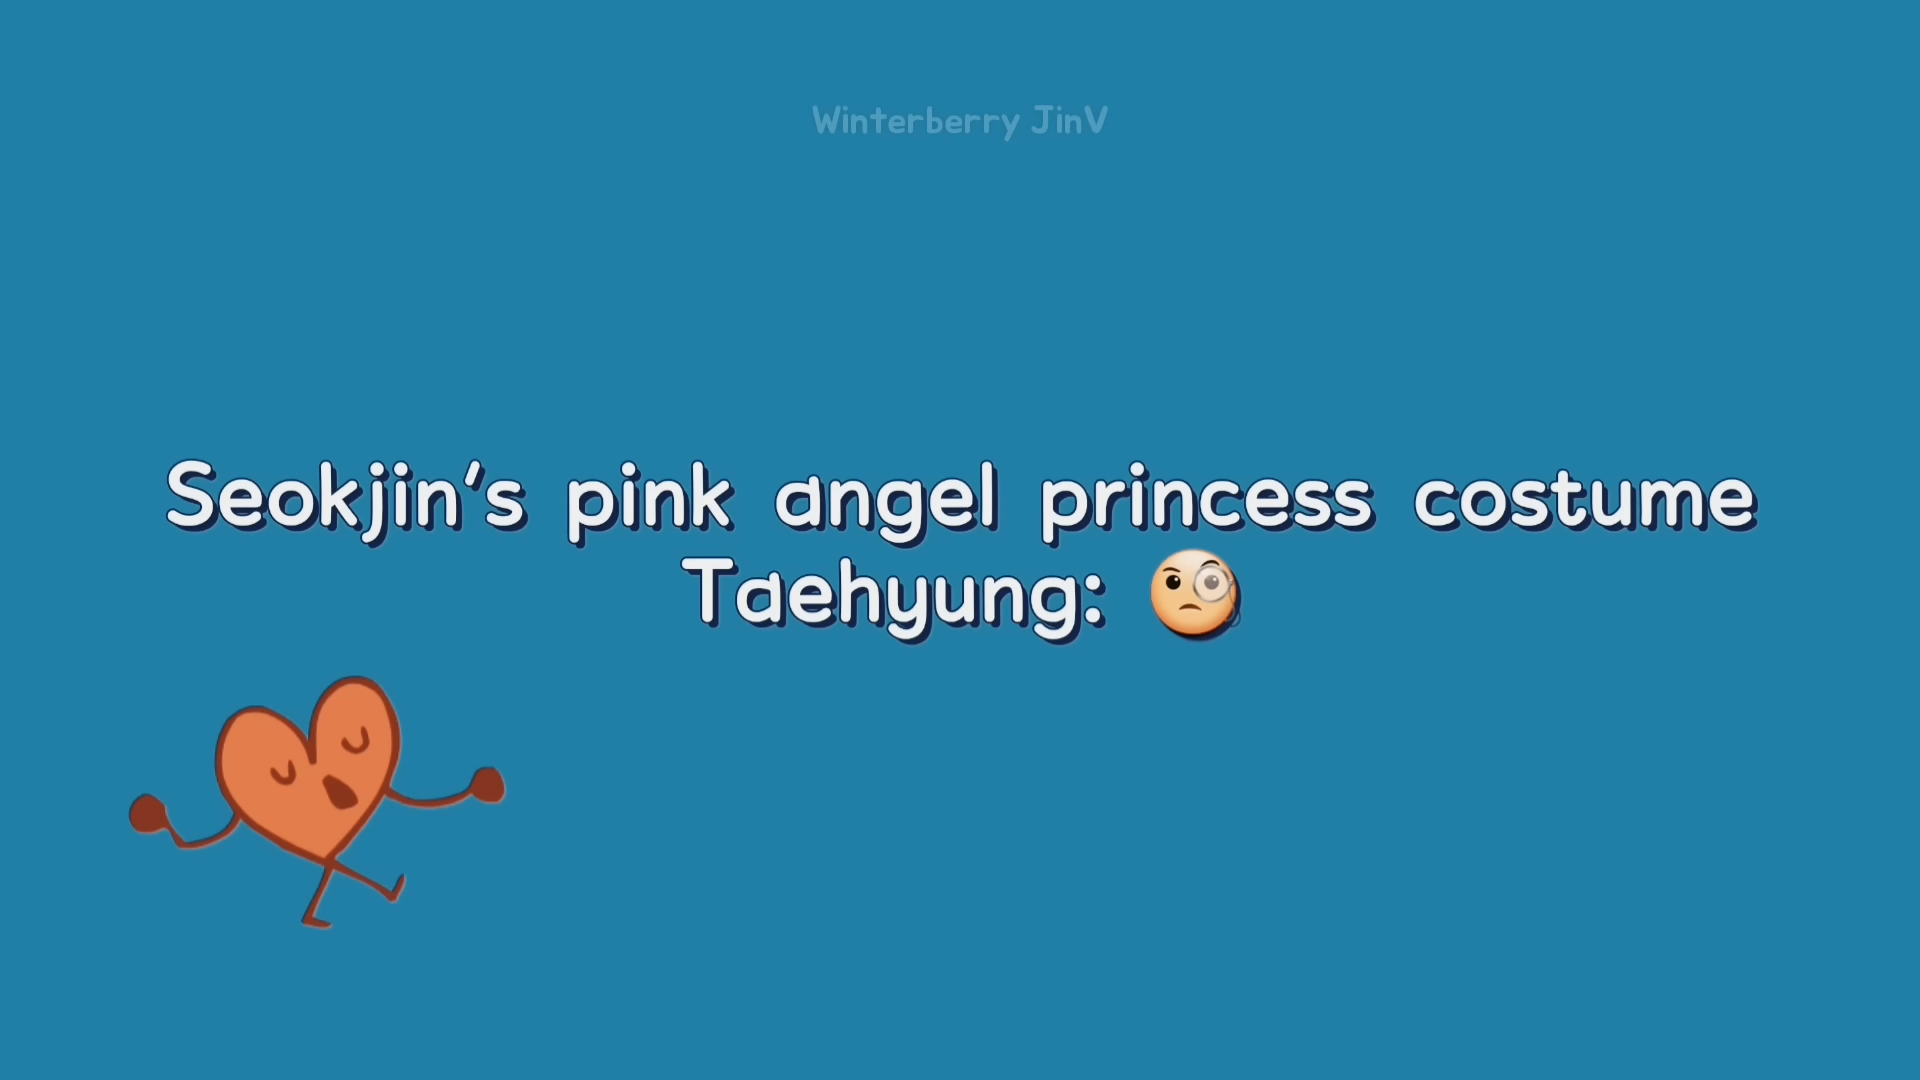 Winterberry JinV
Seokjin's pink angel princess costume
Taehyung: 🧐